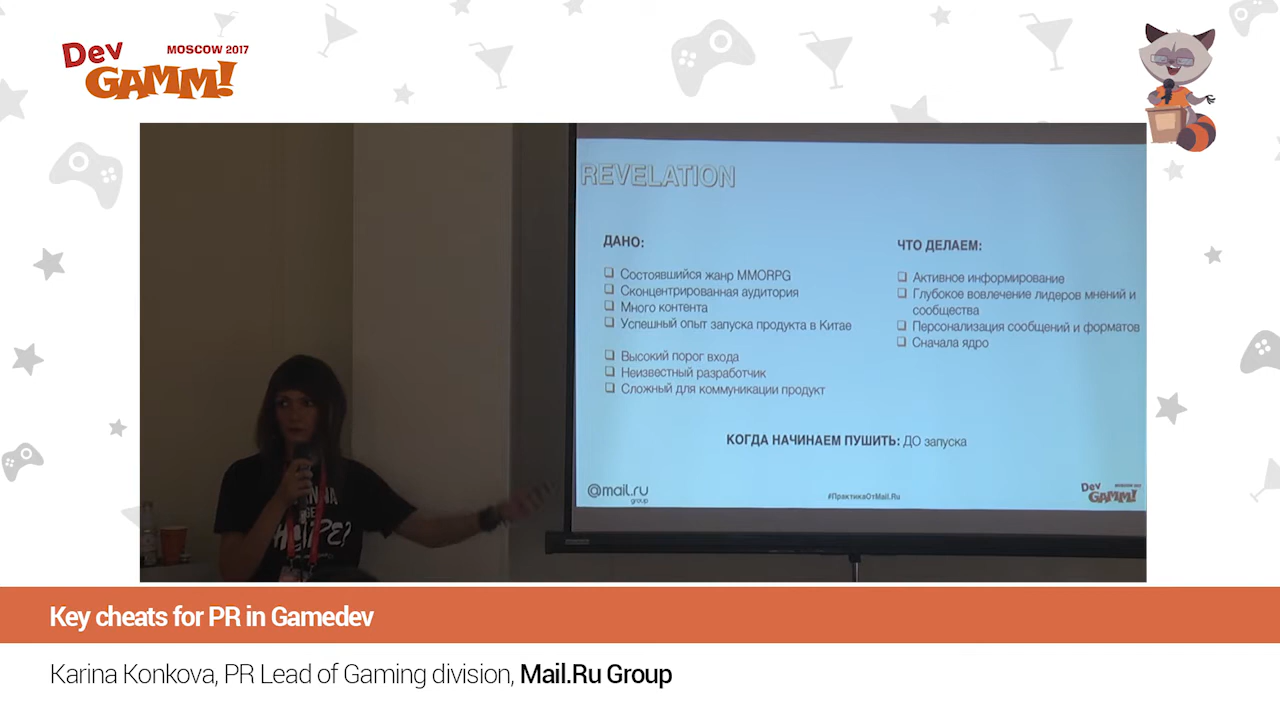 Dev
GAMM!
MOSCOW 2017
REVELATION
ДАНО:
Состоявшийся жанр MMORPG
Сконцентрированная аудитория
Много контента
Успешный опыт запуска продукта в Китае
Высокий порог входа
Неизвестный разработчик
Сложный для коммуникации продукт
ЧТО ДЕЛАЕМ:
Активное информирование
Глубокое вовлечение лидеров мнений и
сообщества
Персонализация сообщений и форматов
Сначала ядро
КОГДА НАЧИНАЕМ ПУШИТЬ: ДО запуска
@mail.ru
group
#ПрактикаОтMail.Ru
Dev
GAMM!
Key cheats for PR in Gamedev
Karina Konkova, PR Lead of Gaming division, Mail.Ru Group